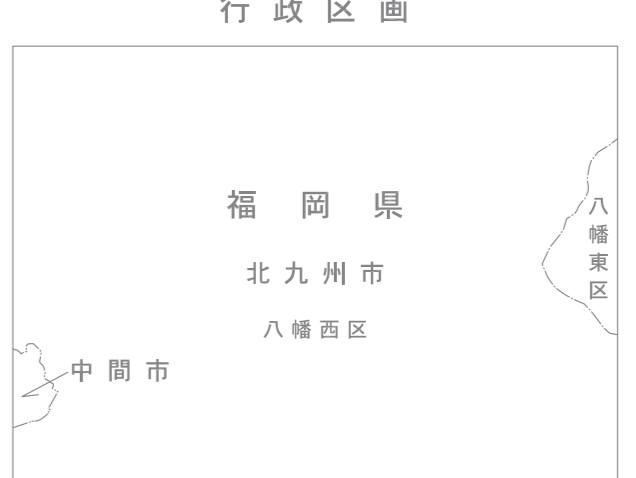 行政区画
福岡県
北九州市
八幡西区
八幡東区
中間市